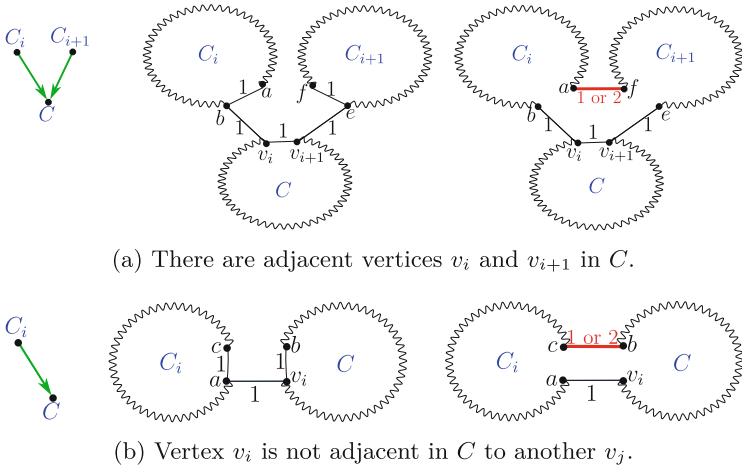 C_i C_{i+1}
C
C_i C_{i+1}
1 a f 1
b 1 e 1
v_i 1 v_{i+1}
C
C_i C_{i+1}
a f
1 or 2
b 1 e 1
v_i 1 v_{i+1}
C
(a) There are adjacent vertices v_i and v_{i+1} in C.
C_i
C
c b
C_i 1 1 C
a v_i
1
1 or 2
c b
C_i C
a v_i
1
(b) Vertex v_i is not adjacent in C to another v_j.